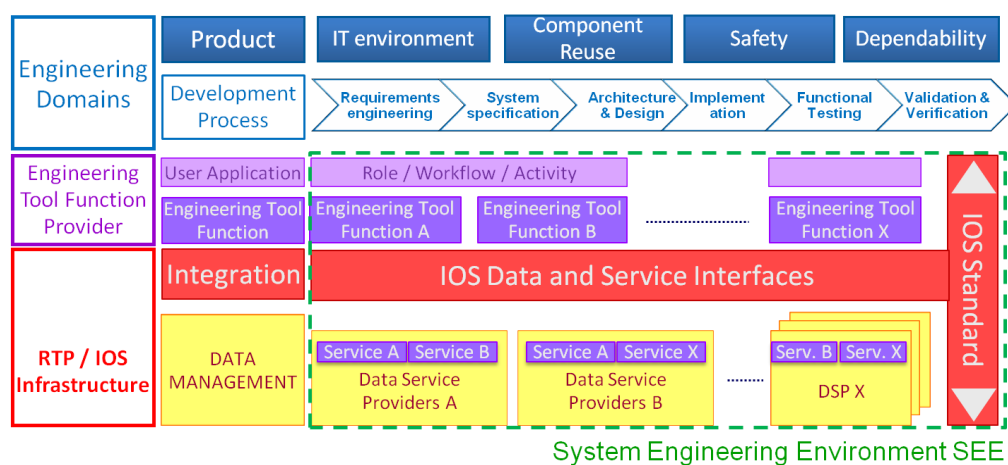 Engineering
Domains
Product
IT environment
Component
Reuse
Safety
Dependability
Development
Process
Requirements
engineering
System
specification
Architecture
& Design
Implement
ation
Functional
Testing
Validation &
Verification
Engineering
Tool Function
Provider
User Application
Role / Workflow / Activity
Engineering Tool
Function
Engineering Tool
Function A
Engineering Tool
Function B
Engineering Tool
Function X
IOS Standard
RTP / IOS
Infrastructure
Integration
IOS Data and Service Interfaces
DATA
MANAGEMENT
Service A
Service B
Data Service
Providers A
Service A
Service X
Data Service
Providers B
Serv. B
Serv. X
DSP X
System Engineering Environment SEE